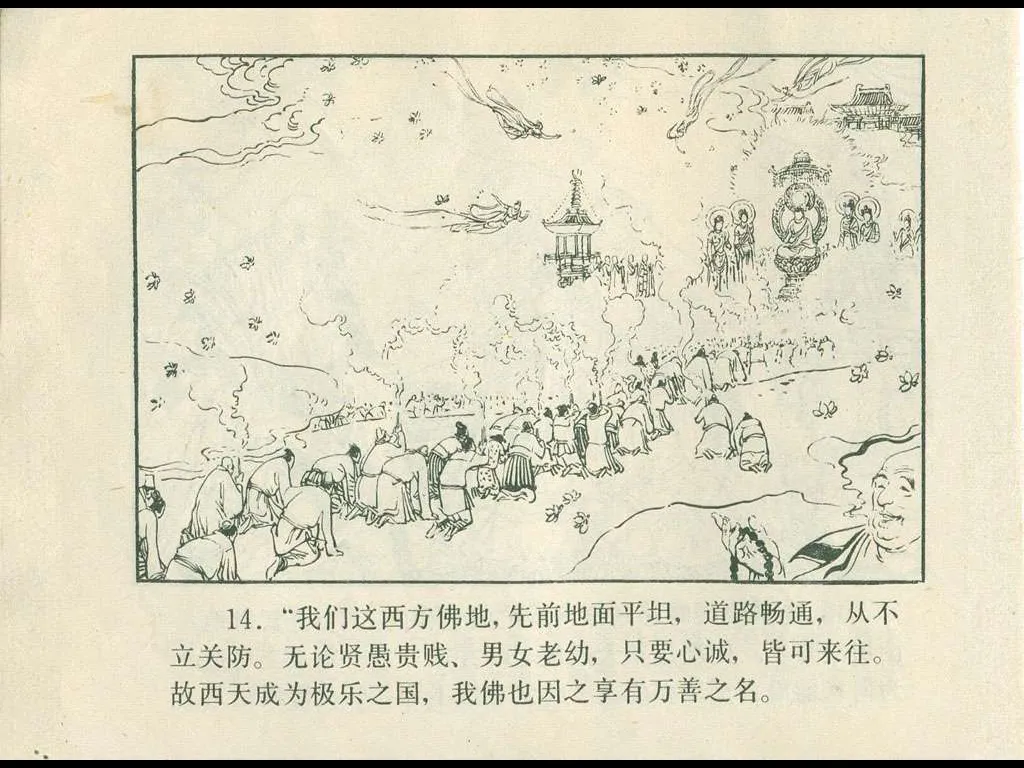 14. “我们这西方佛地,先前地面平坦，道路畅通，从不
立关防。无论贤愚贵贱、男女老幼，只要心诚，皆可来往。
故西天成为极乐之国，我佛也因之享有万善之名。